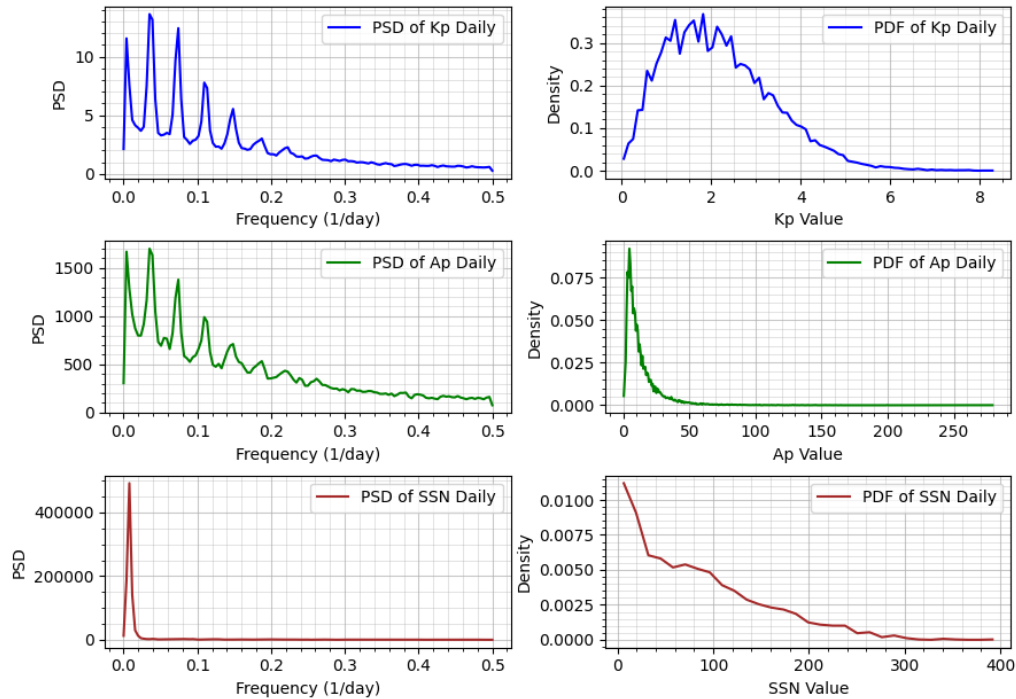 PSD of Kp Daily
PSD
10
5
0
0.0 0.1 0.2 0.3 0.4 0.5
Frequency (1/day)
PDF of Kp Daily
Density
0.3
0.2
0.1
0.0
0 2 4 6 8
Kp Value
PSD of Ap Daily
PSD
1500
1000
500
0
0.0 0.1 0.2 0.3 0.4 0.5
Frequency (1/day)
PDF of Ap Daily
Density
0.075
0.050
0.025
0.000
0 50 100 150 200 250
Ap Value
PSD of SSN Daily
PSD
400000
200000
0
0.0 0.1 0.2 0.3 0.4 0.5
Frequency (1/day)
PDF of SSN Daily
Density
0.0100
0.0075
0.0050
0.0025
0.0000
0 100 200 300 400
SSN Value